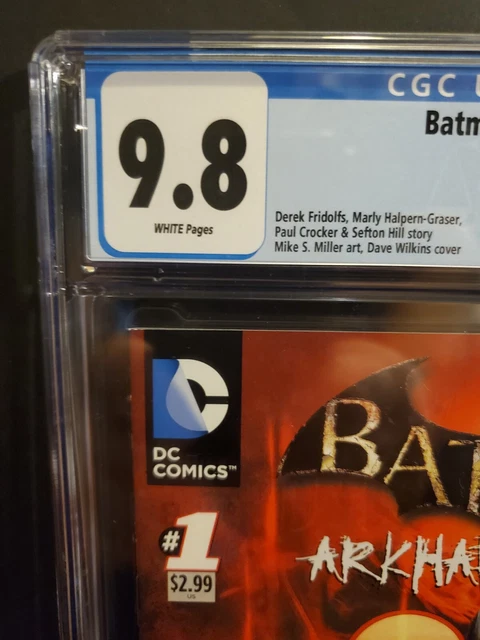 CGC U
9.8
WHITE Pages
Batm
Derek Fridolfs, Marly Halpern-Graser,
Paul Crocker & Sefton Hill story
Mike S. Miller art, Dave Wilkins cover
DC
COMICS™
BAT
ARKHA
#1
$2.99
US